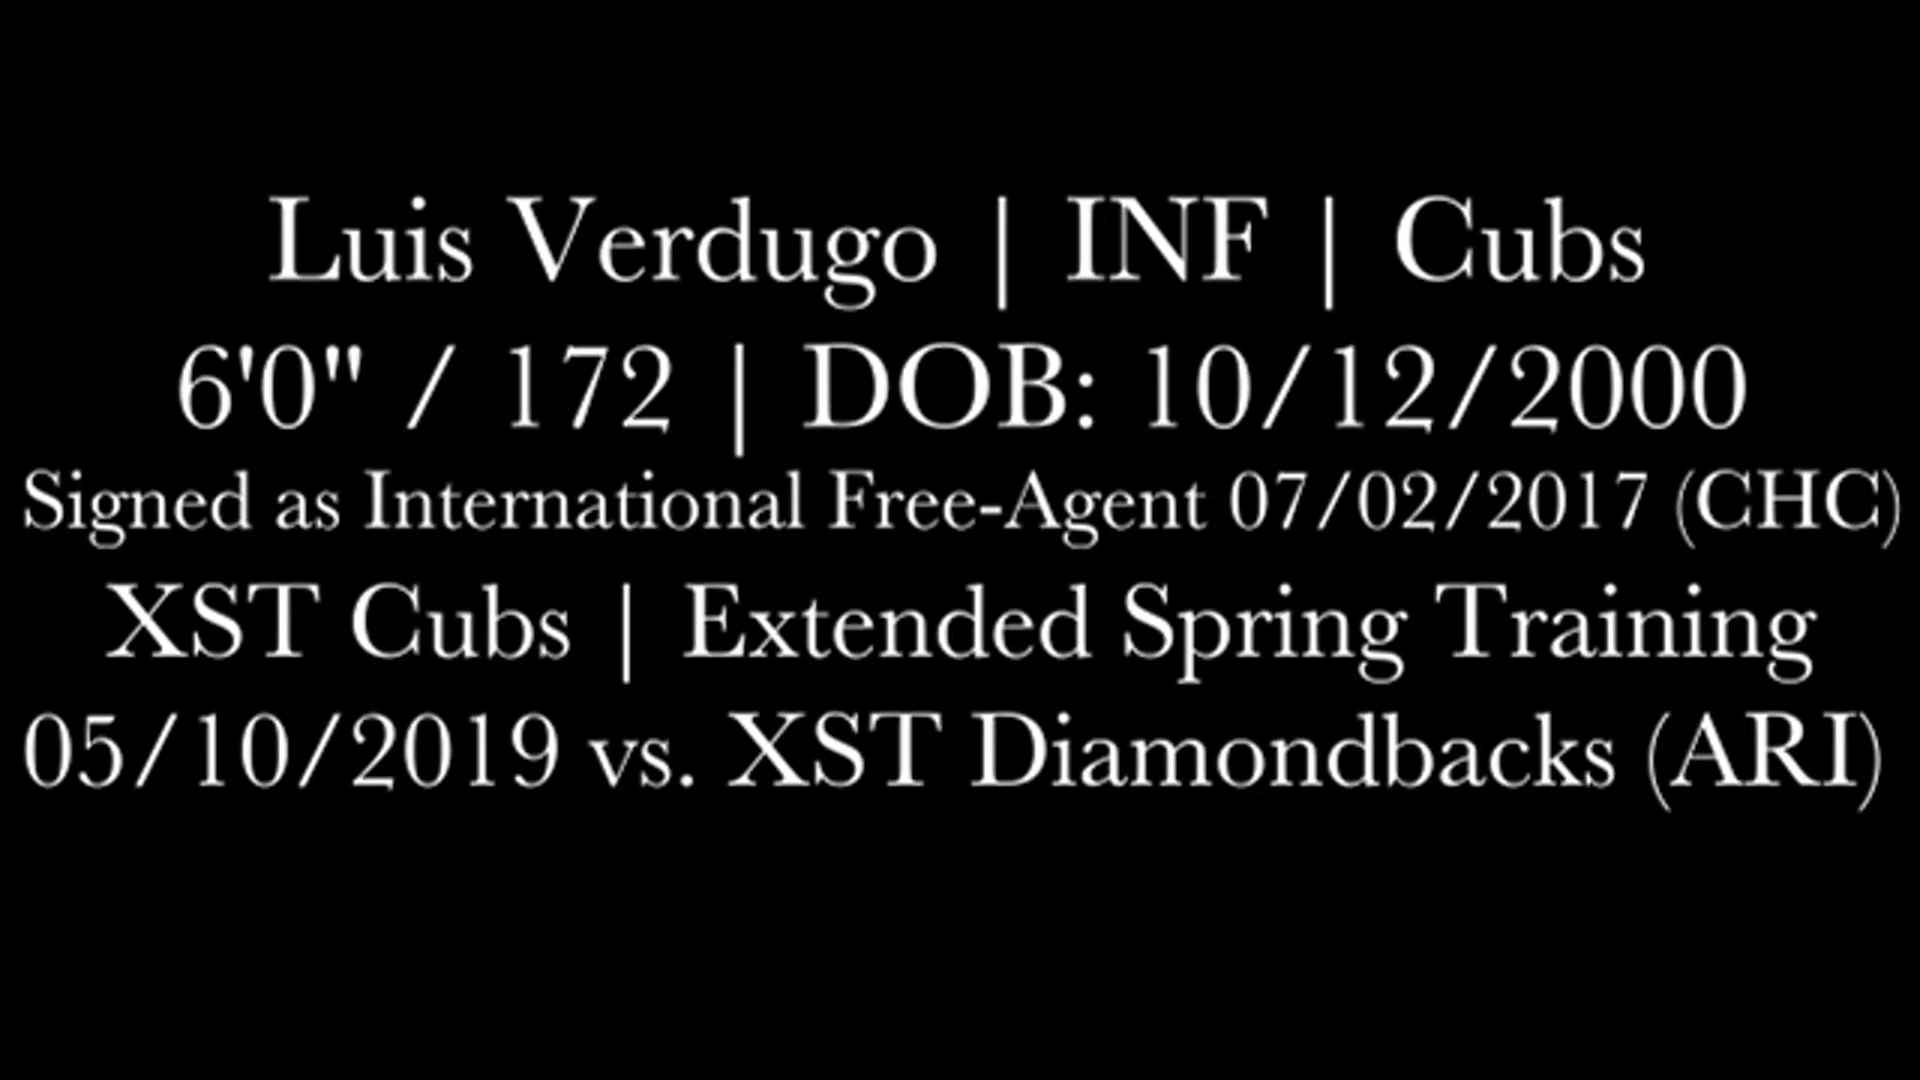 Luis Verdugo | INF | Cubs
6'0" / 172 | DOB: 10/12/2000
Signed as International Free-Agent 07/02/2017 (CHC)
XST Cubs | Extended Spring Training
05/10/2019 vs. XST Diamondbacks (ARI)